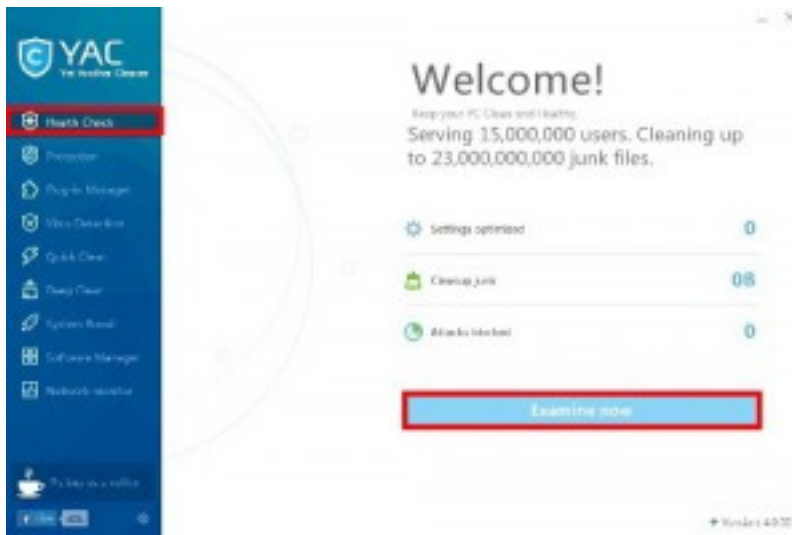 YAC
Yet Another Cleaner
Health Check
Protection
Plug-in Manager
Virus Detection
Quick Clean
Deep Clean
System Boost
Software Manager
Network monitor
Welcome!
Keep your PC Clean and Healthy.
Serving 15,000,000 users. Cleaning up
to 23,000,000,000 junk files.
Settings optimized 0
Cleanup junk 0B
Attacks blocked 0
Examine now